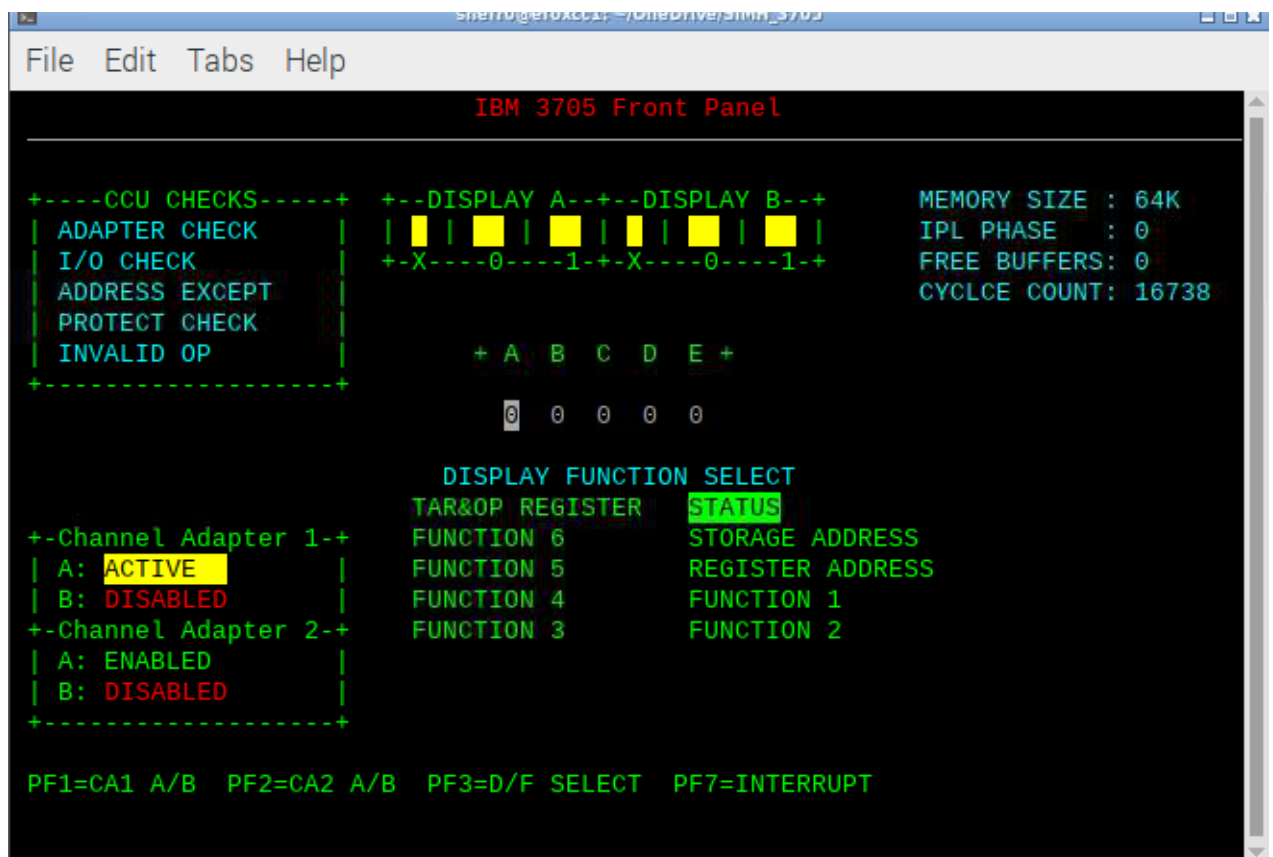 sherro@eroxcci: ~/OneDrive/SIMH_3705
File Edit Tabs Help
IBM 3705 Front Panel
+----CCU CHECKS-----+ +--DISPLAY A--+--DISPLAY B--+ MEMORY SIZE : 64K
| ADAPTER CHECK | | | | | | | | IPL PHASE : 0
| I/O CHECK | +-X----0----1-+-X----0----1-+ FREE BUFFERS: 0
| ADDRESS EXCEPT | CYCLCE COUNT: 16738
| PROTECT CHECK |
| INVALID OP | + A B C D E +
+--------------------+
0 0 0 0 0
DISPLAY FUNCTION SELECT
TAR&OP REGISTER STATUS
+-Channel Adapter 1-+ FUNCTION 6 STORAGE ADDRESS
| A: ACTIVE | FUNCTION 5 REGISTER ADDRESS
| B: DISABLED | FUNCTION 4 FUNCTION 1
+-Channel Adapter 2-+ FUNCTION 3 FUNCTION 2
| A: ENABLED |
| B: DISABLED |
+--------------------+
PF1=CA1 A/B PF2=CA2 A/B PF3=D/F SELECT PF7=INTERRUPT